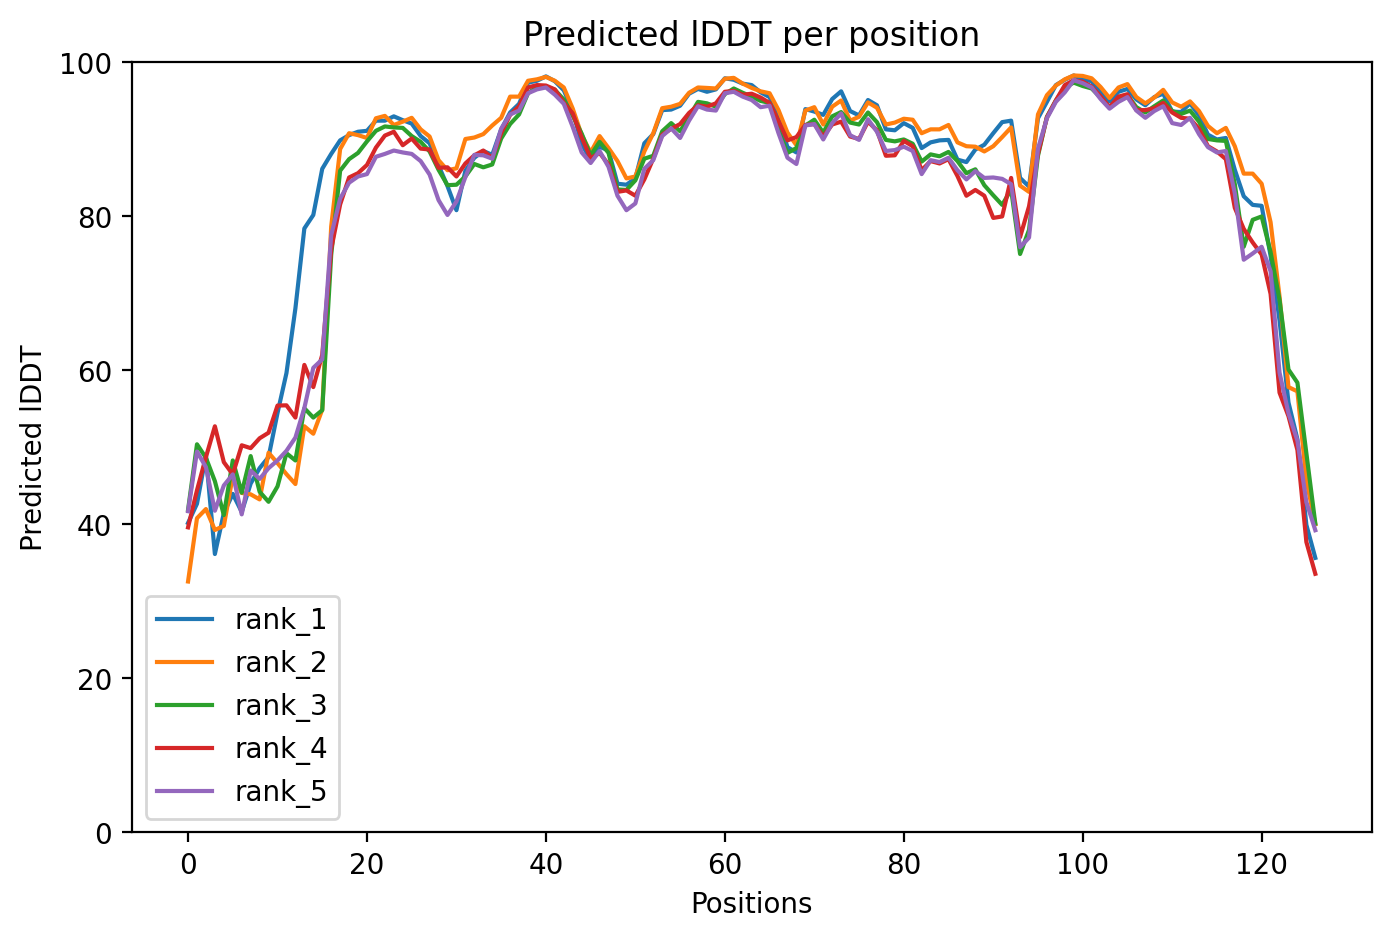 Predicted lDDT per position
100
80
60
40
20
0
Predicted lDDT
rank_1
rank_2
rank_3
rank_4
rank_5
0 20 40 60 80 100 120
Positions